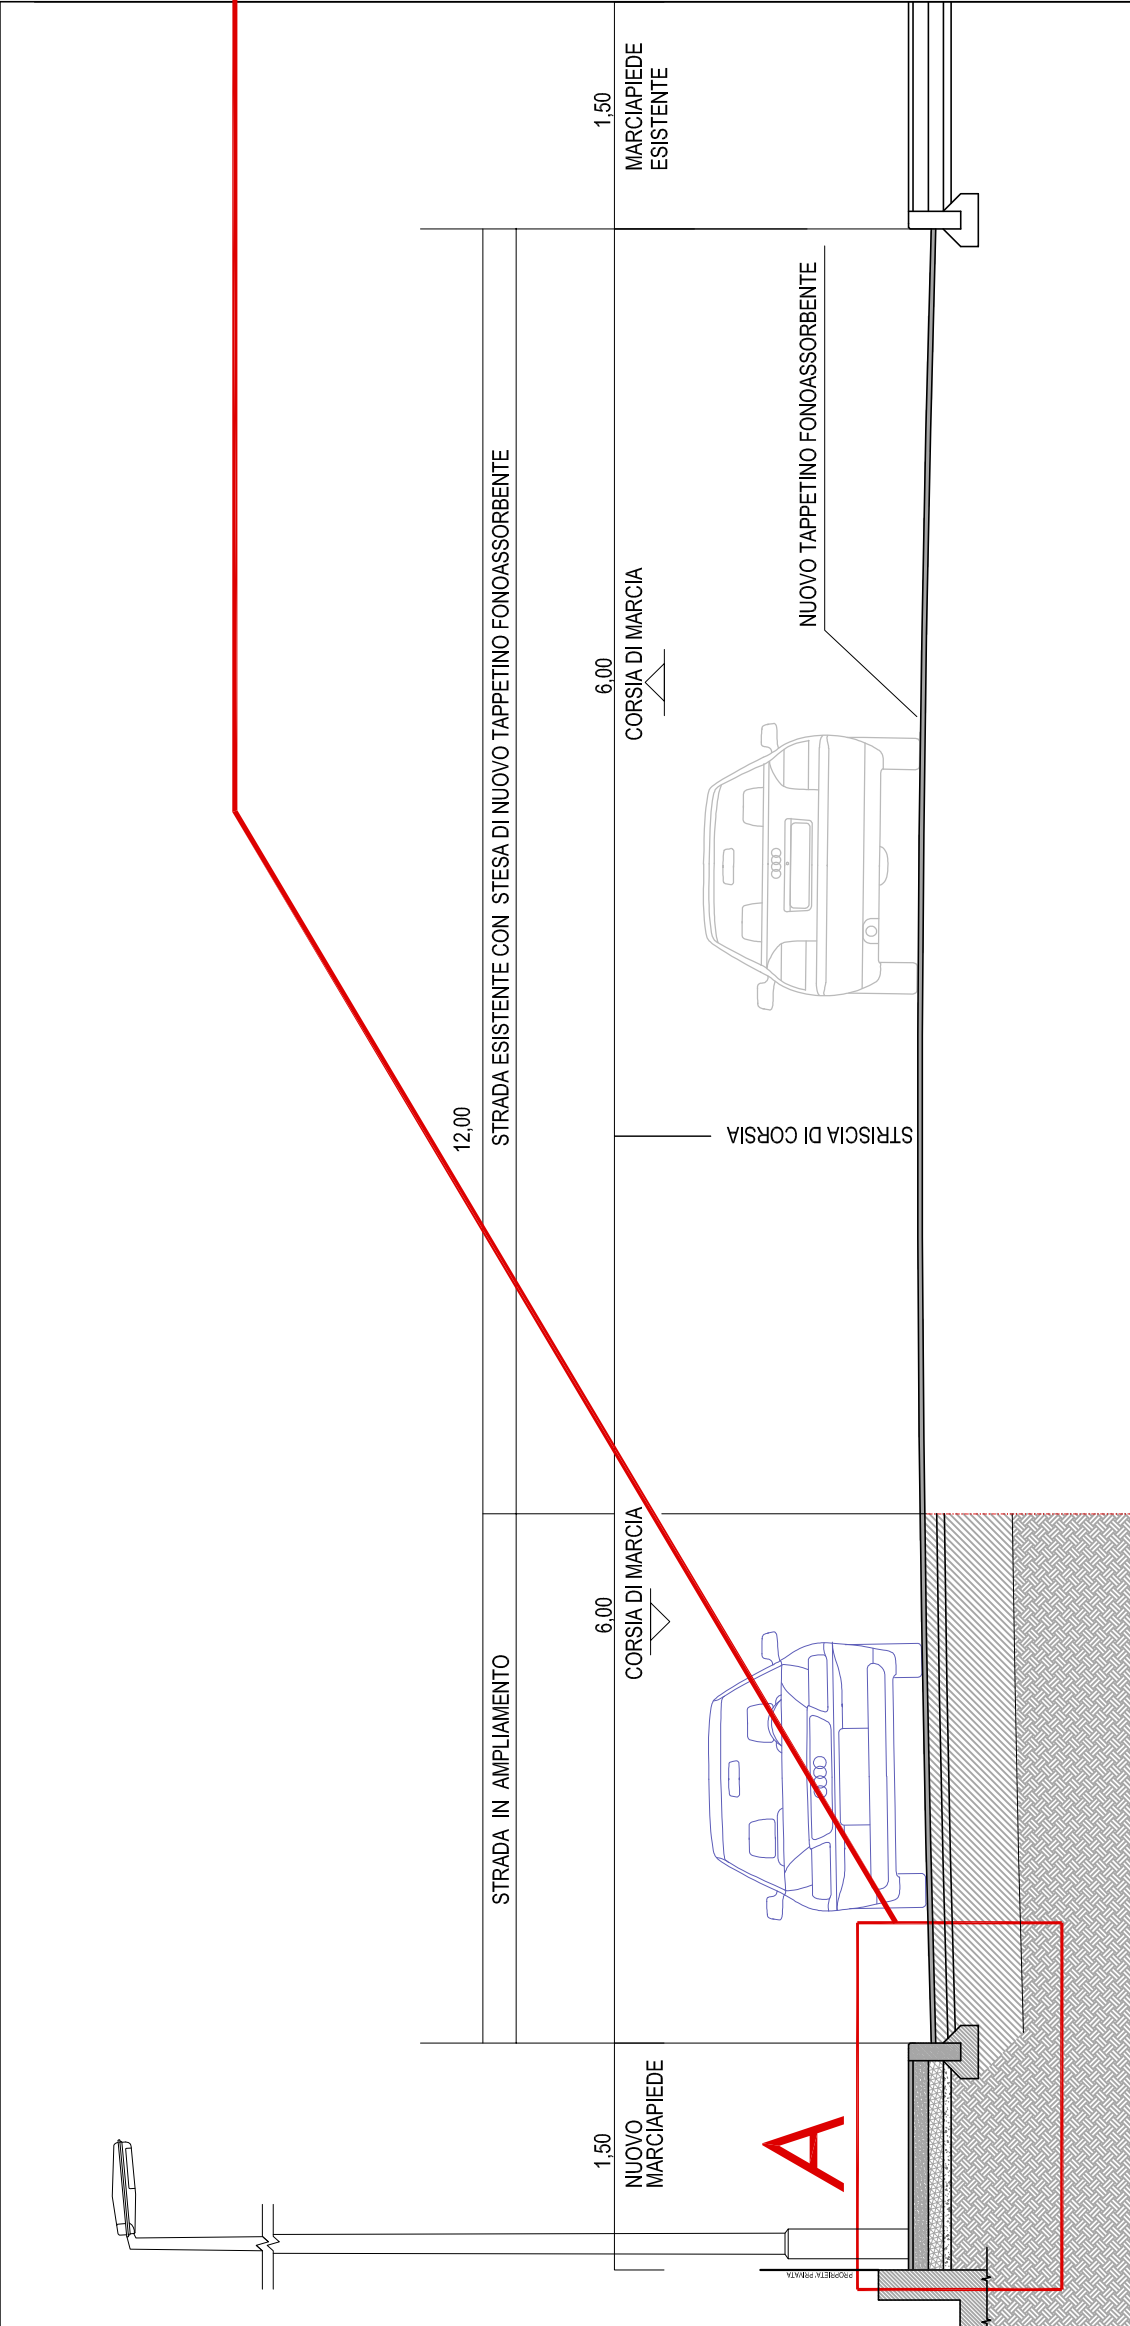 12,00
STRADA IN AMPLIAMENTO
STRADA ESISTENTE CON STESA DI NUOVO TAPPETINO FONOASSORBENTE
1,50
NUOVO
MARCIAPIEDE
6,00
CORSIA DI MARCIA
6,00
CORSIA DI MARCIA
1,50
MARCIAPIEDE
ESISTENTE
STRISCIA DI CORSIA
NUOVO TAPPETINO FONOASSORBENTE
A
PROPRIETA' PRIVATA